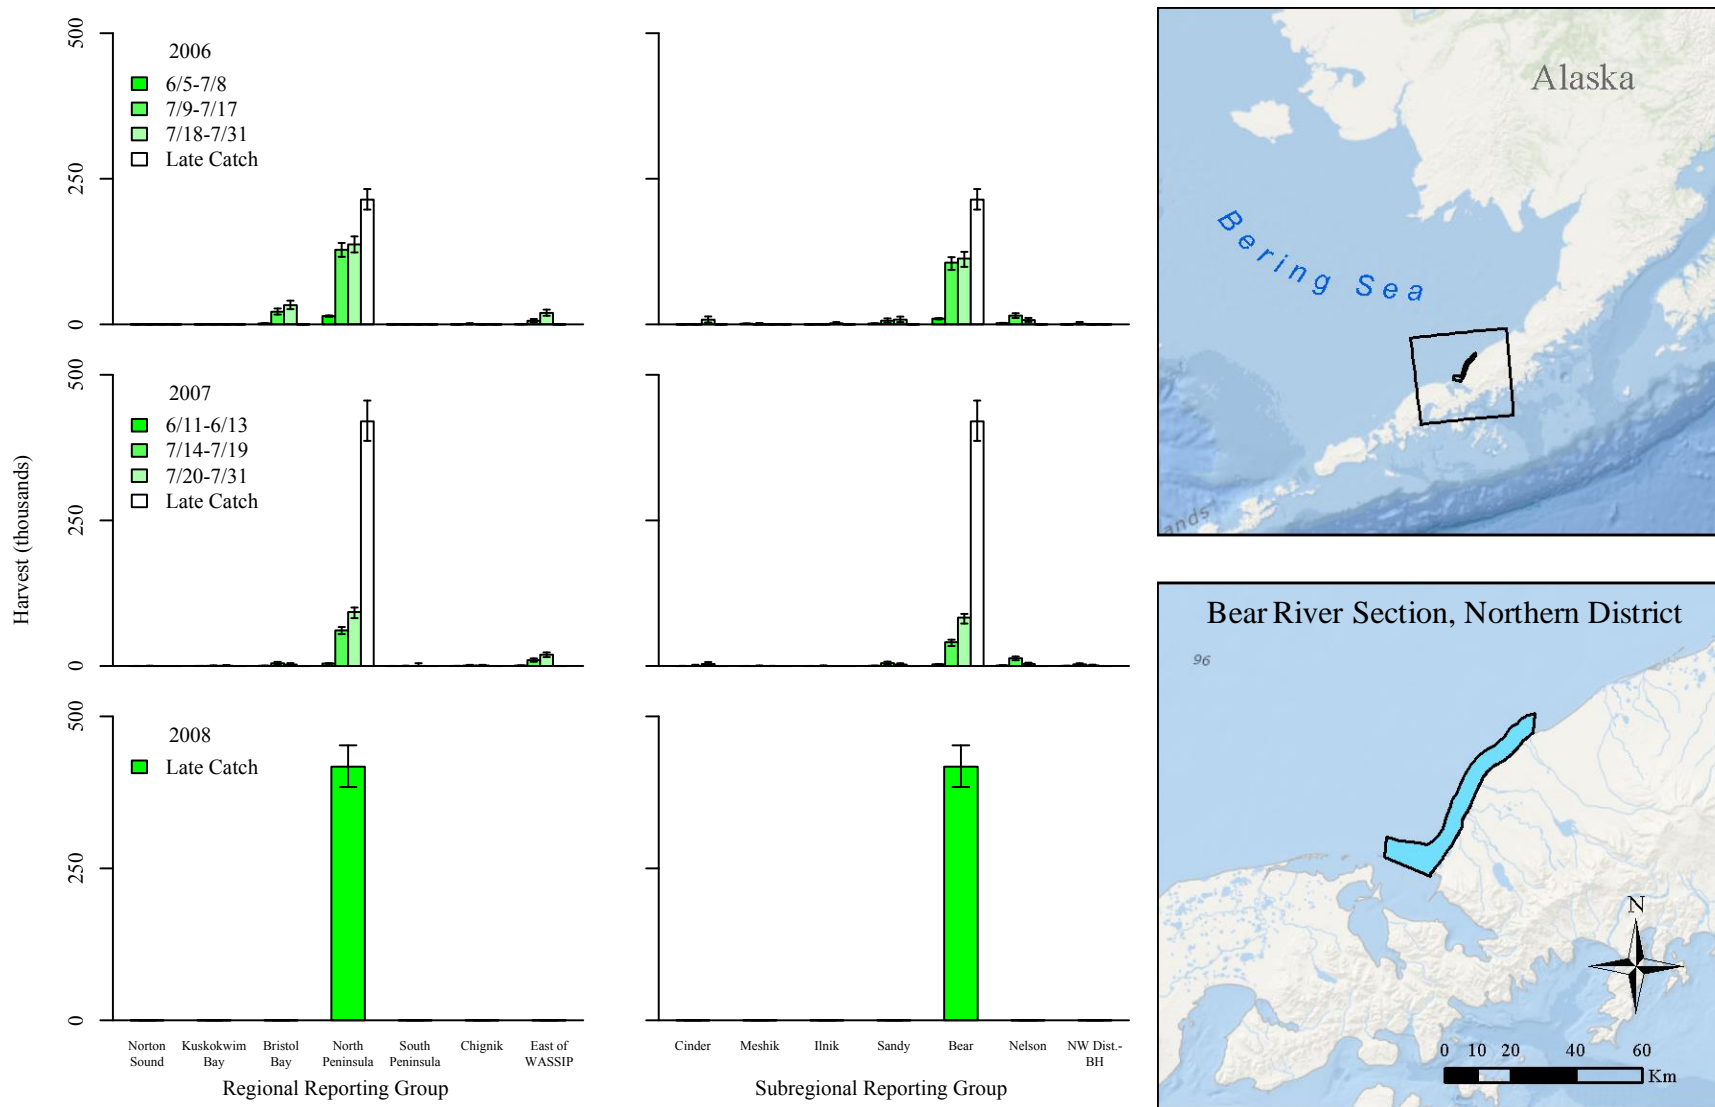 500
250
0
2006
6/5-7/8
7/9-7/17
7/18-7/31
Late Catch
500
250
0
2007
6/11-6/13
7/14-7/19
7/20-7/31
Late Catch
500
250
0
2008
Late Catch
Harvest (thousands)
Norton
Sound
Kuskokwim
Bay
Bristol
Bay
North
Peninsula
South
Peninsula
Chignik
East of
WASSIP
Regional Reporting Group
Cinder
Meshik
Ilnik
Sandy
Bear
Nelson
NW Dist.-
BH
Subregional Reporting Group
Alaska
Bering Sea
ands
Bear River Section, Northern District
96
N
0 10 20 40 60
Km